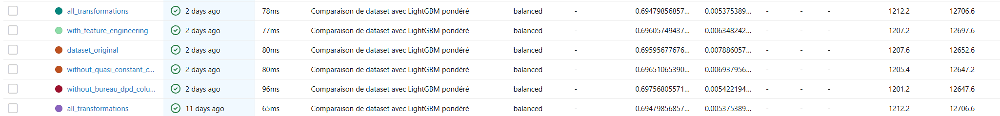 all_transformations 2 days ago 78ms Comparaison de dataset avec LightGBM pondéré balanced - 0.69479856857... 0.005375389... - - - 1212.2 12706.6
with_feature_engineering 2 days ago 77ms Comparaison de dataset avec LightGBM pondéré balanced - 0.69605749437... 0.006348242... - - - 1207.2 12697.6
dataset_original 2 days ago 80ms Comparaison de dataset avec LightGBM pondéré balanced - 0.69595677676... 0.007886057... - - - 1207.6 12652.6
without_quasi_constant_c... 2 days ago 80ms Comparaison de dataset avec LightGBM pondéré balanced - 0.69651065390... 0.006937956... - - - 1205.4 12647.2
without_bureau_dpd_colu... 2 days ago 96ms Comparaison de dataset avec LightGBM pondéré balanced - 0.69756805571... 0.005422194... - - - 1201.2 12647.6
all_transformations 11 days ago 65ms Comparaison de dataset avec LightGBM pondéré balanced - 0.69479856857... 0.005375389... - - - 1212.2 12706.6